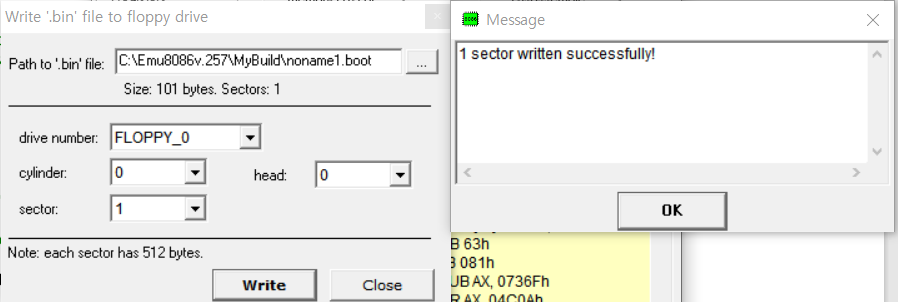 Write '.bin' file to floppy drive
Path to '.bin' file:
C:\Emu8086v.257\MyBuild\noname1.boot
...
Size: 101 bytes. Sectors: 1
drive number:
FLOPPY_0
cylinder:
0
head:
0
sector:
1
Note: each sector has 512 bytes.
Write
Close
Message
1 sector written successfully!
OK
B 63h
081h
UB AX, 0736Fh
R AX, 04C0Ah